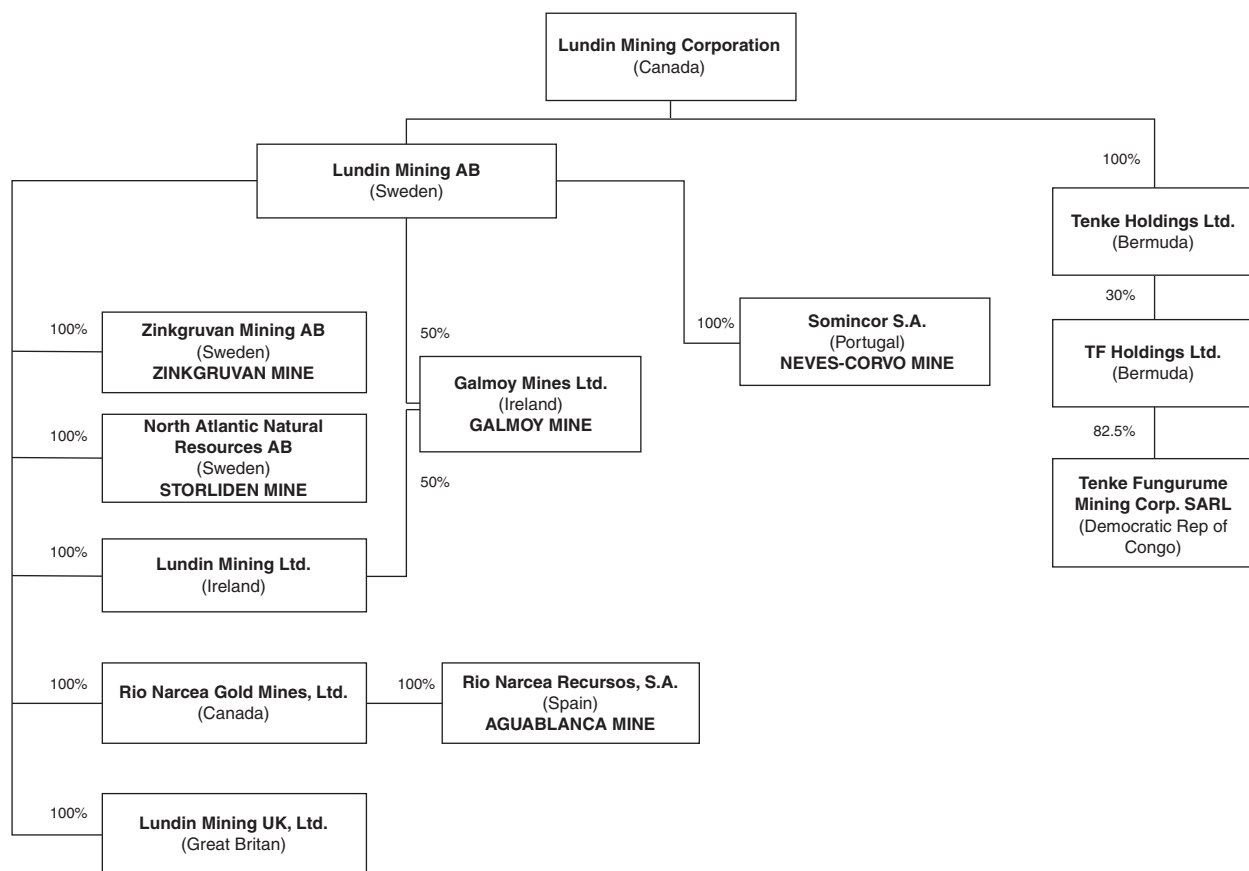 Lundin Mining Corporation
(Canada)
Lundin Mining AB
(Sweden)
100%
Tenke Holdings Ltd.
(Bermuda)
30%
TF Holdings Ltd.
(Bermuda)
82.5%
Tenke Fungurume
Mining Corp. SARL
(Democratic Rep of
Congo)
100%
Zinkgruvan Mining AB
(Sweden)
ZINKGRUVAN MINE
50%
Galmoy Mines Ltd.
(Ireland)
GALMOY MINE
50%
100%
Somincor S.A.
(Portugal)
NEVES-CORVO MINE
100%
North Atlantic Natural
Resources AB
(Sweden)
STORLIDEN MINE
100%
Lundin Mining Ltd.
(Ireland)
100%
Rio Narcea Gold Mines, Ltd.
(Canada)
100%
Rio Narcea Recursos, S.A.
(Spain)
AGUABLANCA MINE
100%
Lundin Mining UK, Ltd.
(Great Britan)